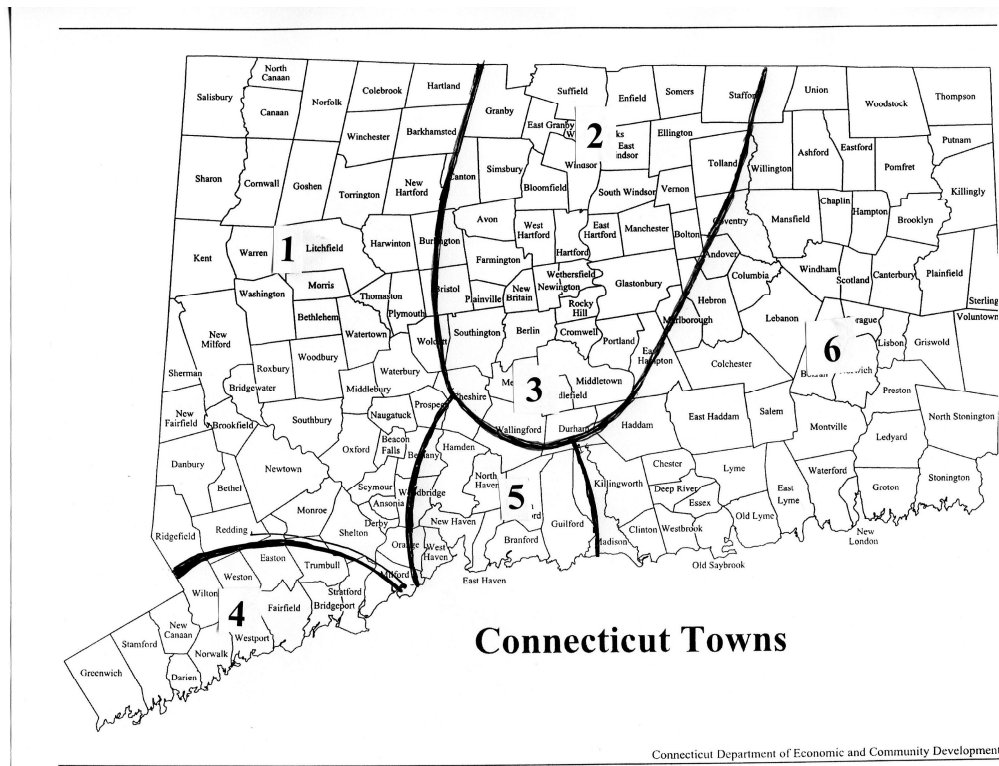 North
Canaan
Salisbury
Canaan
Norfolk
Colebrook
Hartland
Granby
Suffield
Enfield
Somers
Union
Woodstock
Thompson
Winchester
Barkhamsted
East Granby
2
East
Ellington
Ashford
Eastford
Putnam
Pomfret
Killingly
Sharon
Cornwall
Goshen
Torrington
New
Hartford
Simsbury
Windsor
Bloomfield
South Windsor
Vernon
Tolland
Willington
Avon
West
Hartford
East
Hartford
Hartford
Manchester
Bolton
Coventry
Mansfield
Chaplin
Hampton
Brooklyn
Kent
Warren
1
Litchfield
Harwinton
Burlington
Farmington
Wethersfield
Newington
Glastonbury
Andover
Columbia
Windham
Scotland
Canterbury
Plainfield
Sterling
Voluntown
Washington
Morris
Bethlehem
Thomaston
Plymouth
Bristol
Plainville
New
Britain
Rocky
Hill
Hebron
Marlborough
Lebanon
6
Lisbon
Griswold
New
Milford
Watertown
Wolcott
Southington
Berlin
Cromwell
Portland
East
Hampton
Colchester
Preston
Sherman
Roxbury
Woodbury
Bridgewater
Middlebury
Waterbury
Cheshire
3
Middletown
New
Fairfield
Brookfield
Southbury
Naugatuck
Prospect
Wallingford
Durham
Haddam
East Haddam
Salem
Montville
North Stonington
Ledyard
Danbury
Bethel
Newtown
Oxford
Beacon
Falls
Bethany
Hamden
North
Haven
5
Killingworth
Chester
Deep River
Essex
Lyme
East
Lyme
Waterford
Groton
Stonington
Seymour
Ansonia
Woodbridge
Derby
Monroe
Shelton
New Haven
Guilford
Branford
Madison
Clinton
Westbrook
Old Lyme
New
London
Old Saybrook
Ridgefield
Redding
Easton
Trumbull
Orange
West
Haven
East Haven
Milford
Weston
Wilton
4
Fairfield
Bridgeport
Stratford
Westport
New
Canaan
Stamford
Norwalk
Darien
Greenwich
Connecticut Towns
Connecticut Department of Economic and Community Development